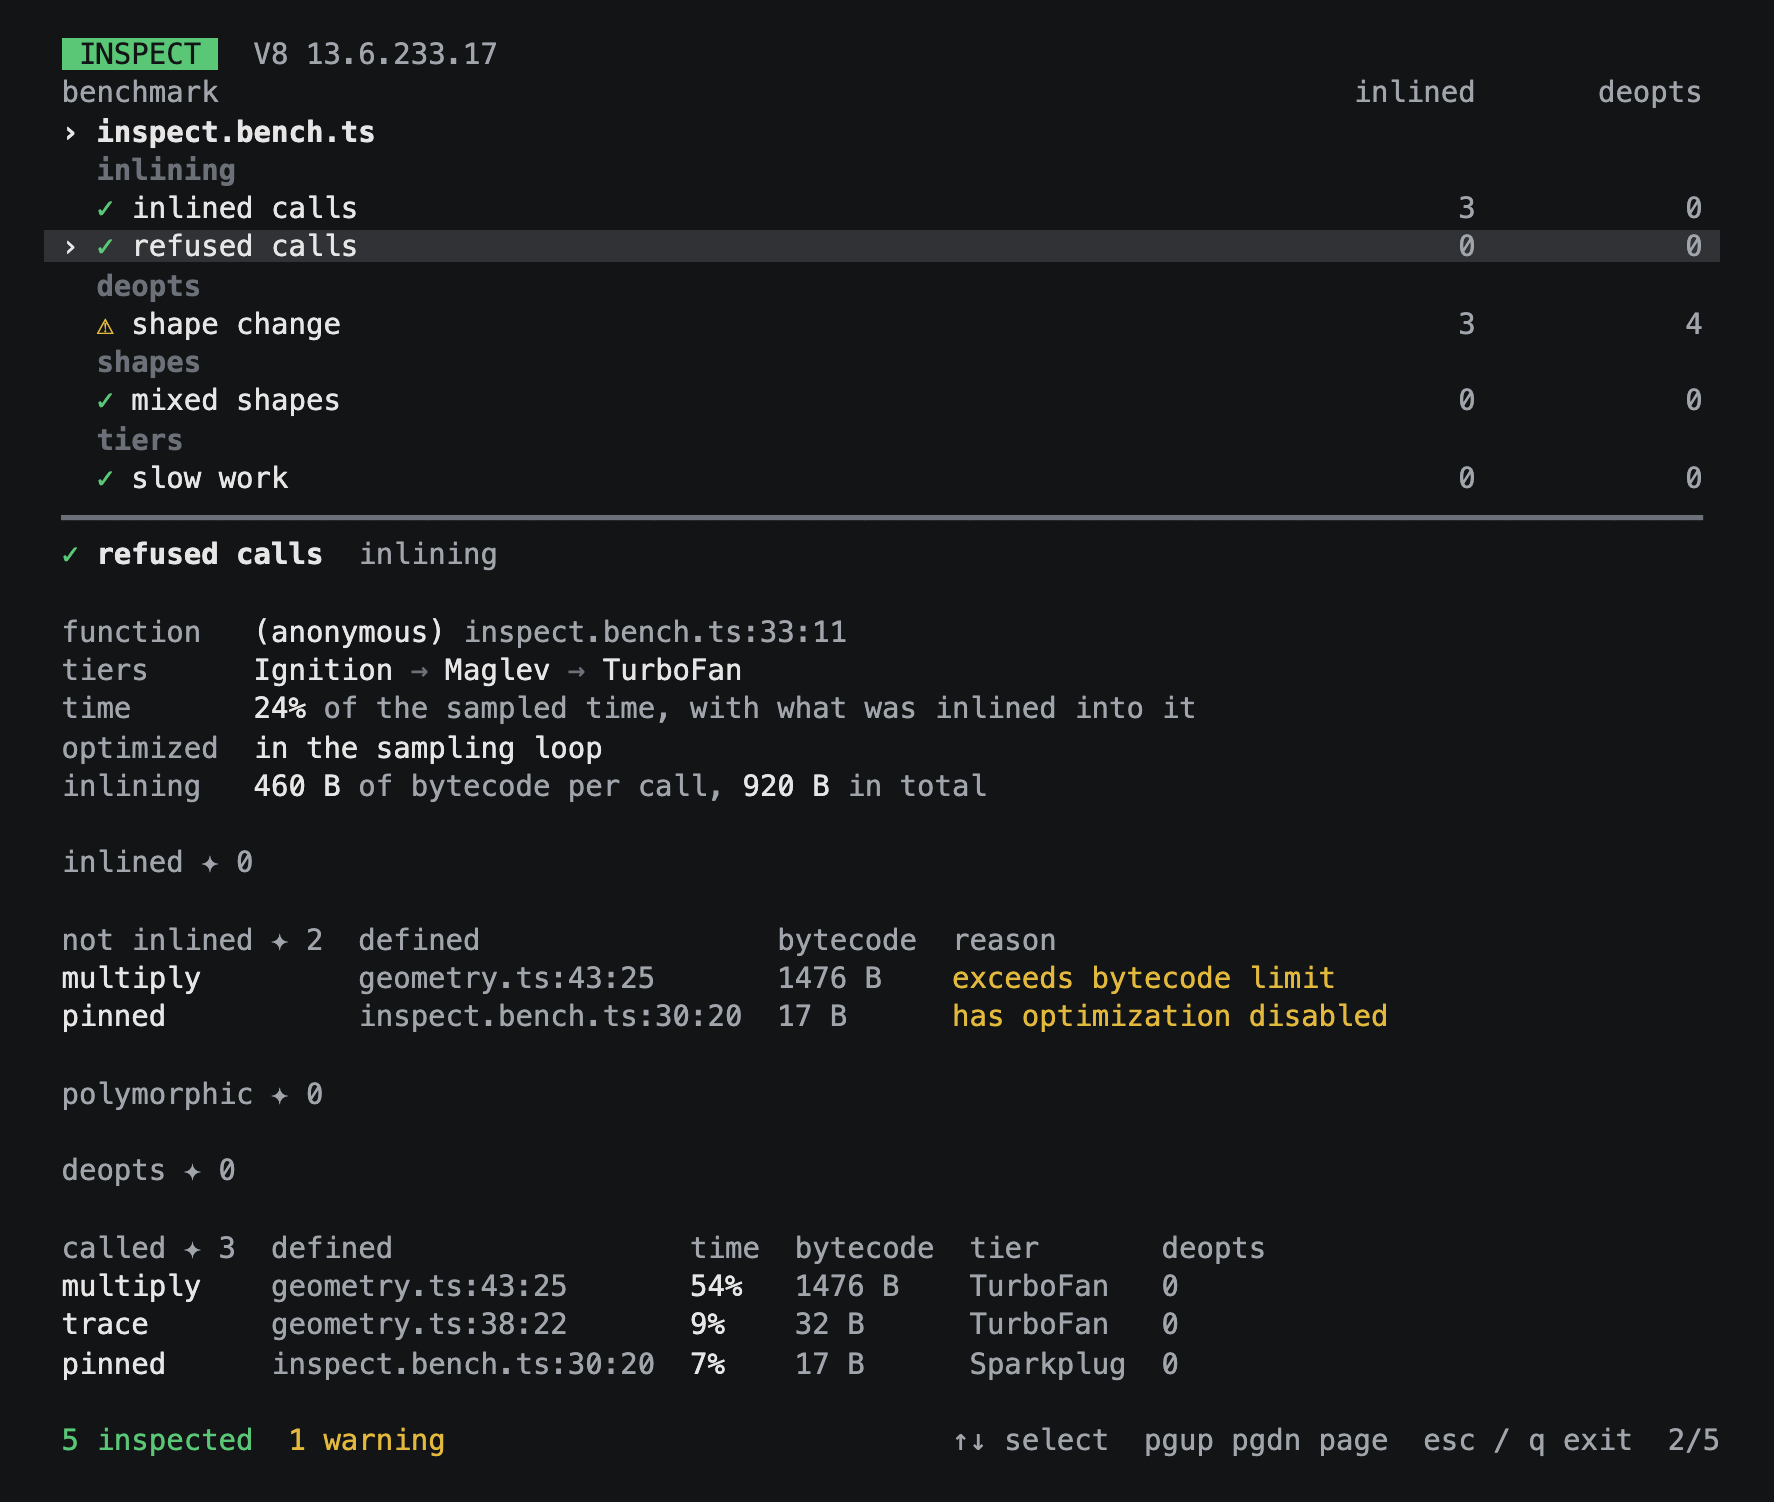 INSPECT V8 13.6.233.17
benchmark inlined deopts
› inspect.bench.ts
inlining
✓ inlined calls 3 0
› ✓ refused calls 0 0
deopts
⚠ shape change 3 4
shapes
✓ mixed shapes 0 0
tiers
✓ slow work 0 0
✓ refused calls inlining
function (anonymous) inspect.bench.ts:33:11
tiers Ignition → Maglev → TurboFan
time 24% of the sampled time, with what was inlined into it
optimized in the sampling loop
inlining 460 B of bytecode per call, 920 B in total
inlined ✦ 0
not inlined ✦ 2 defined bytecode reason
multiply geometry.ts:43:25 1476 B exceeds bytecode limit
pinned inspect.bench.ts:30:20 17 B has optimization disabled
polymorphic ✦ 0
deopts ✦ 0
called ✦ 3 defined time bytecode tier deopts
multiply geometry.ts:43:25 54% 1476 B TurboFan 0
trace geometry.ts:38:22 9% 32 B TurboFan 0
pinned inspect.bench.ts:30:20 7% 17 B Sparkplug 0
5 inspected 1 warning ↑↓ select pgup pgdn page esc / q exit 2/5